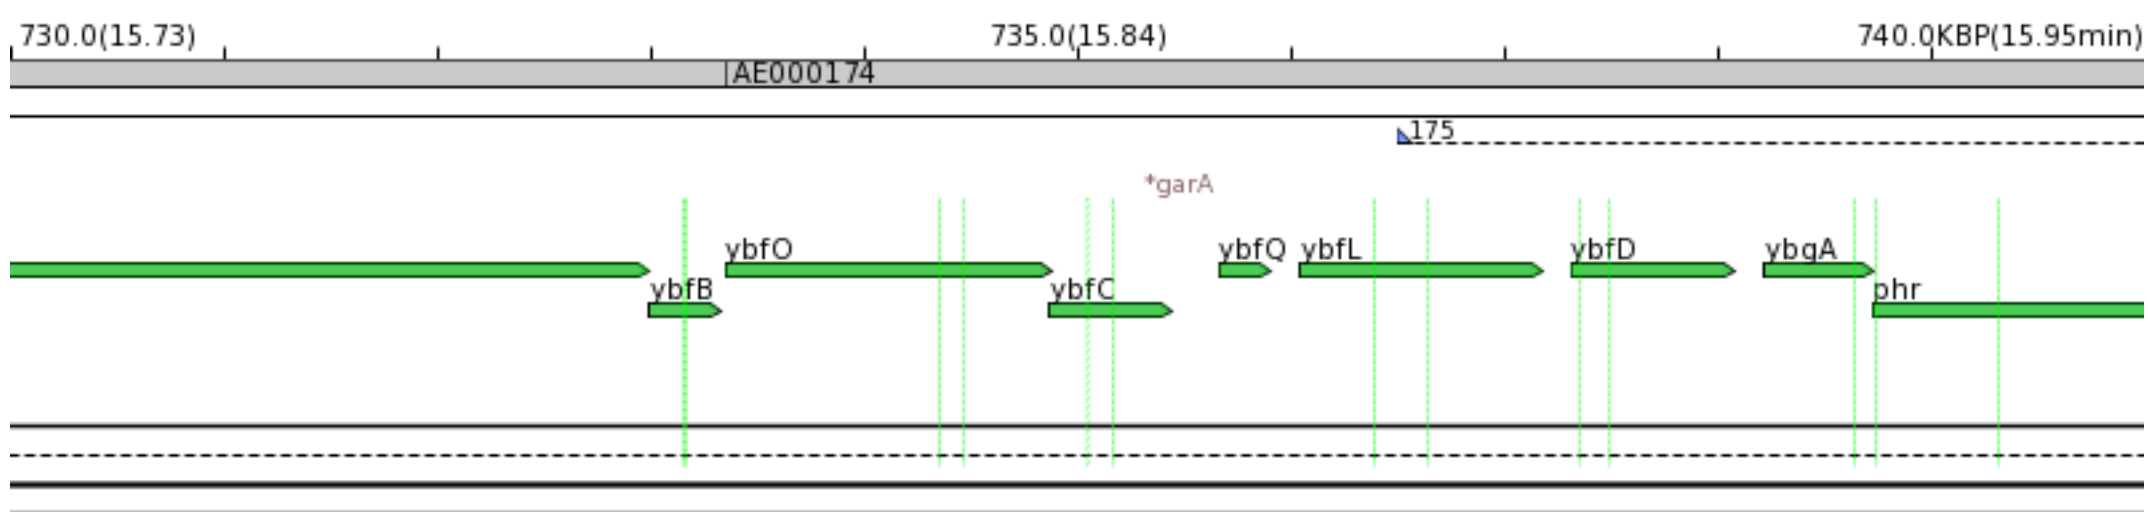 730.0(15.73) 735.0(15.84) 740.0KBP(15.95min)
AE000174
175
*garA
ybfO ybfQ ybfL ybfD ybgA
ybfB ybfC phr